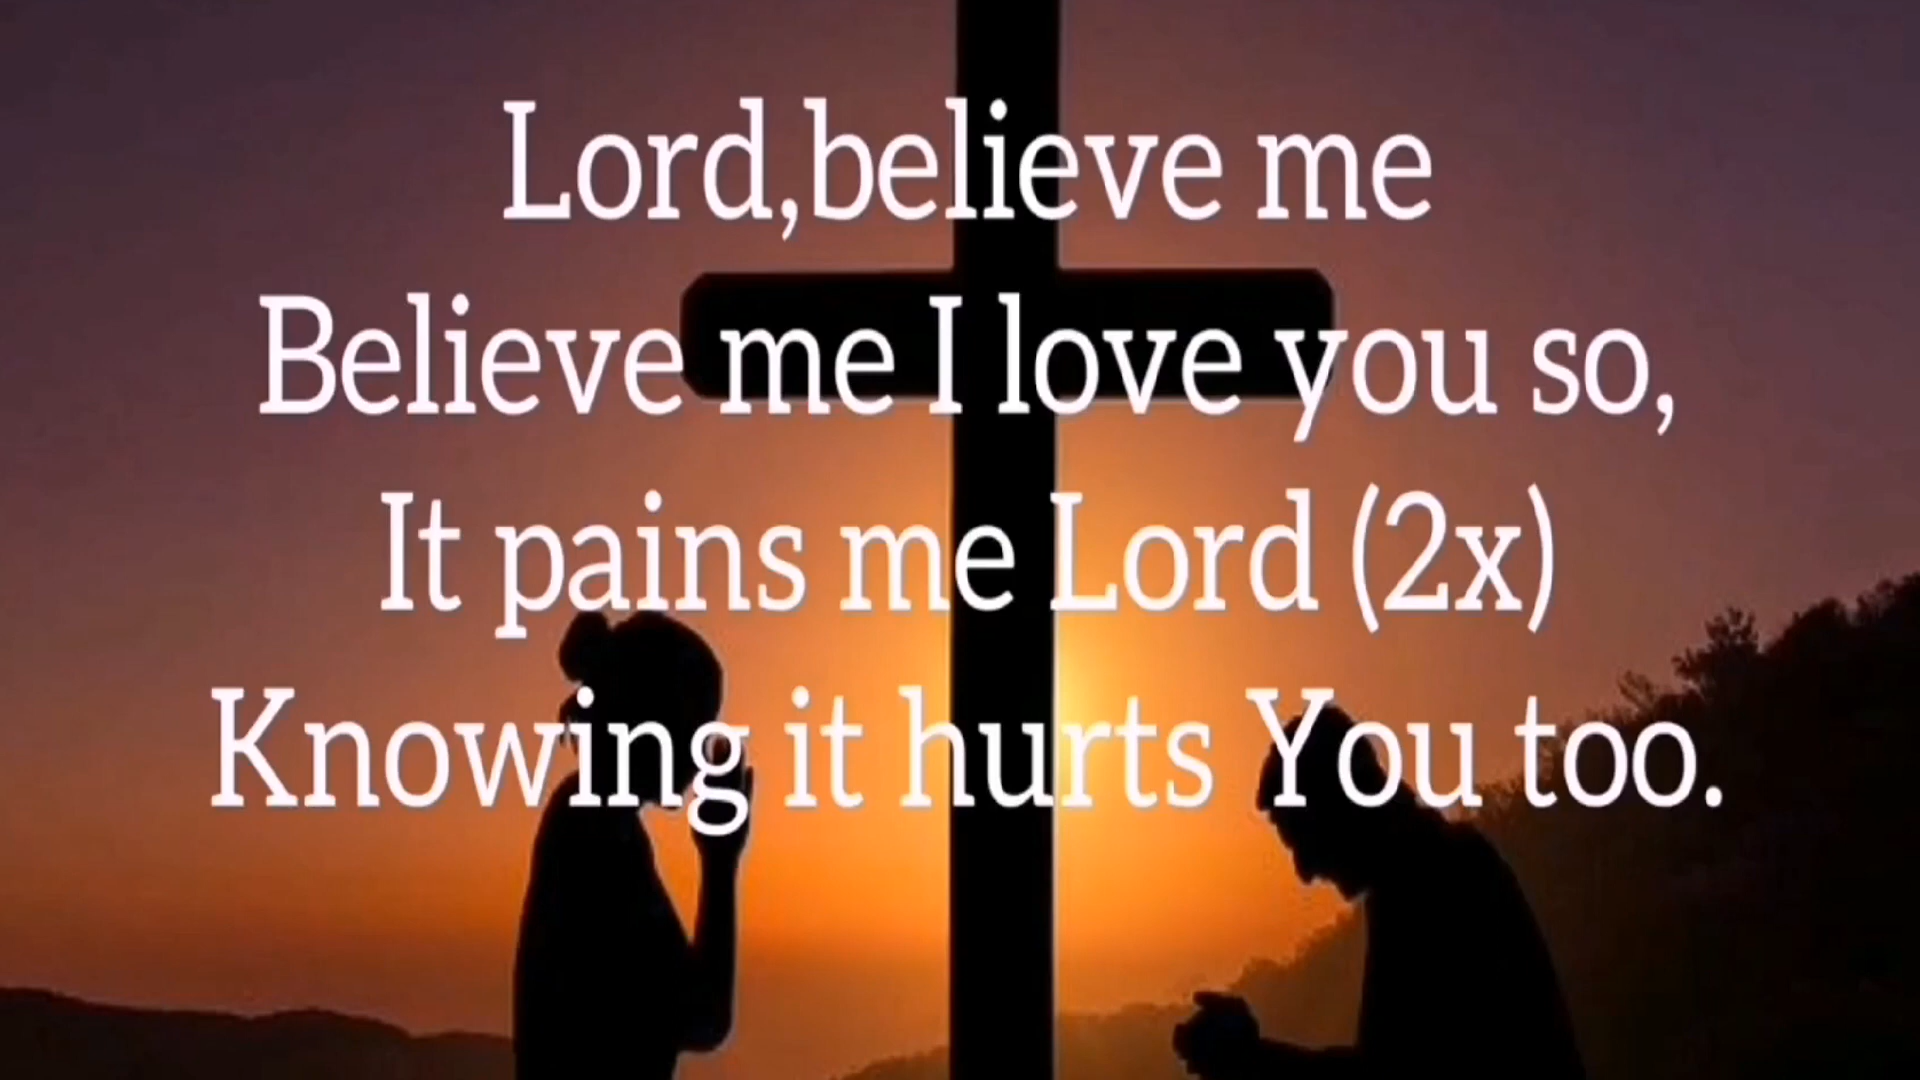 Lord,believe me
Believe me I love you so,
It pains me Lord (2x)
Knowing it hurts You too.